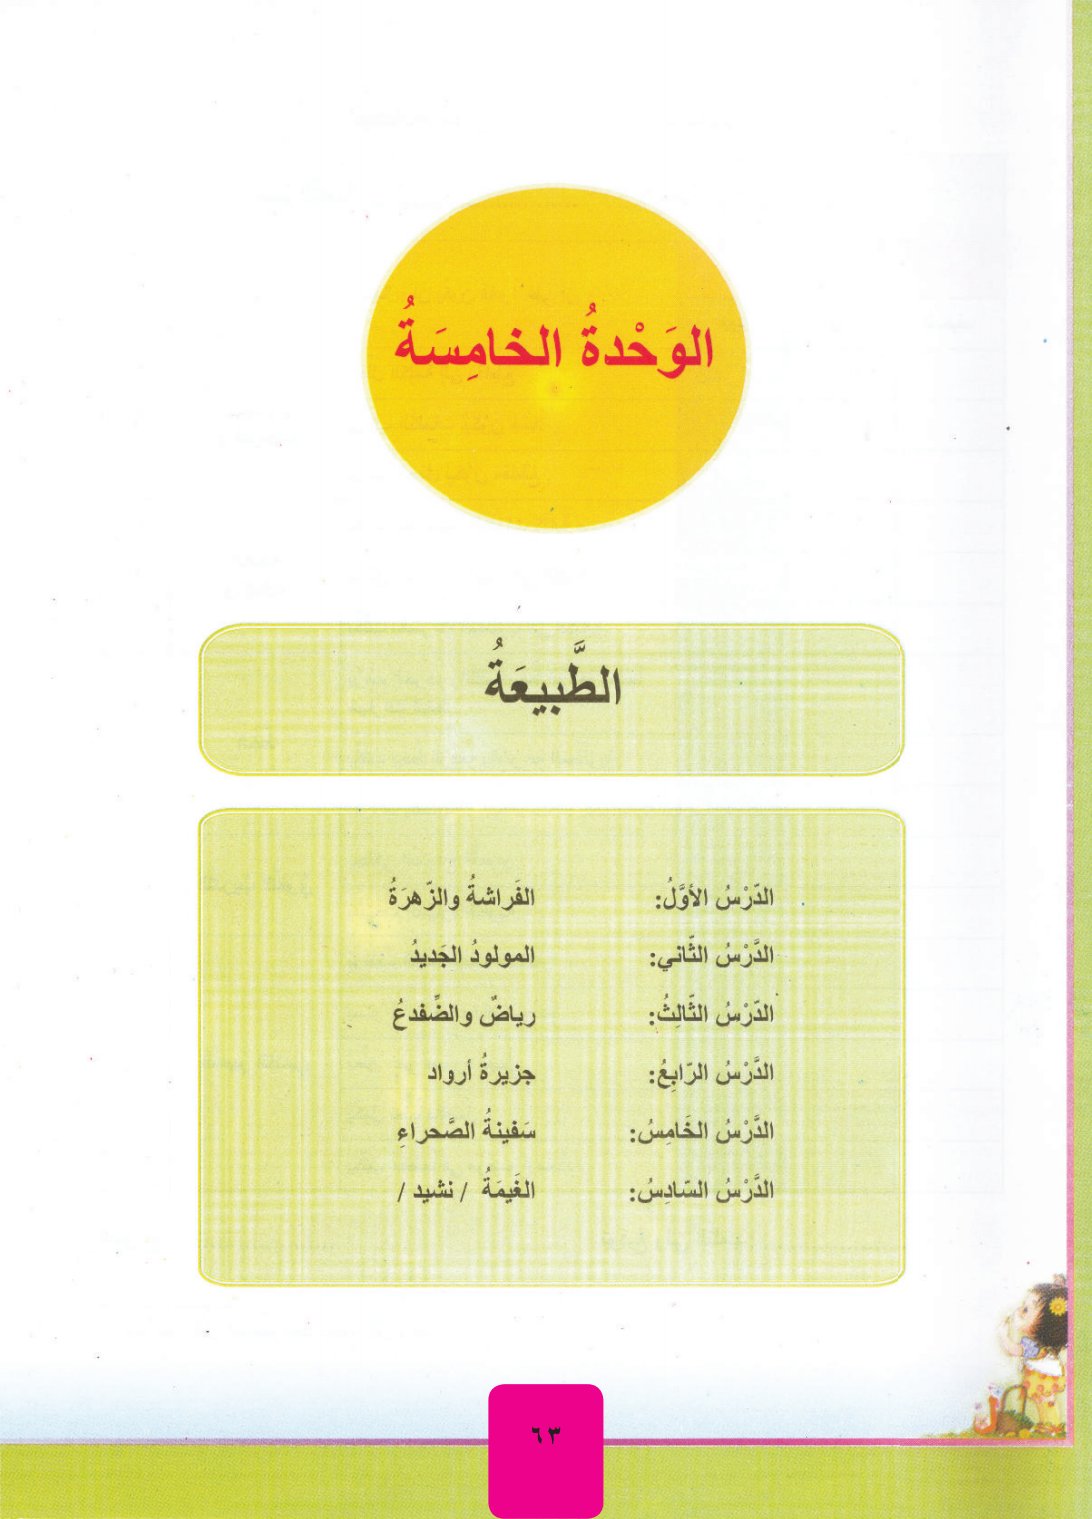 الوَحْدةُ الخامِسَةُ
الطَّبيعَةُ
الدّرْسُ الأوَّلُ: الفَراشةُ والزّهرَةُ
الدَّرْسُ الثّاني: المولودُ الجَديدُ
الدّرْسُ الثّالِثُ: رياضٌ والضِّفدعُ
الدَّرْسُ الرّابِعُ: جزيرةُ أرواد
الدَّرْسُ الخَامِسُ: سَفينةُ الصَّحراءِ
الدَّرْسُ السّادِسُ: الغَيمَةُ / نشيد /
٦٣